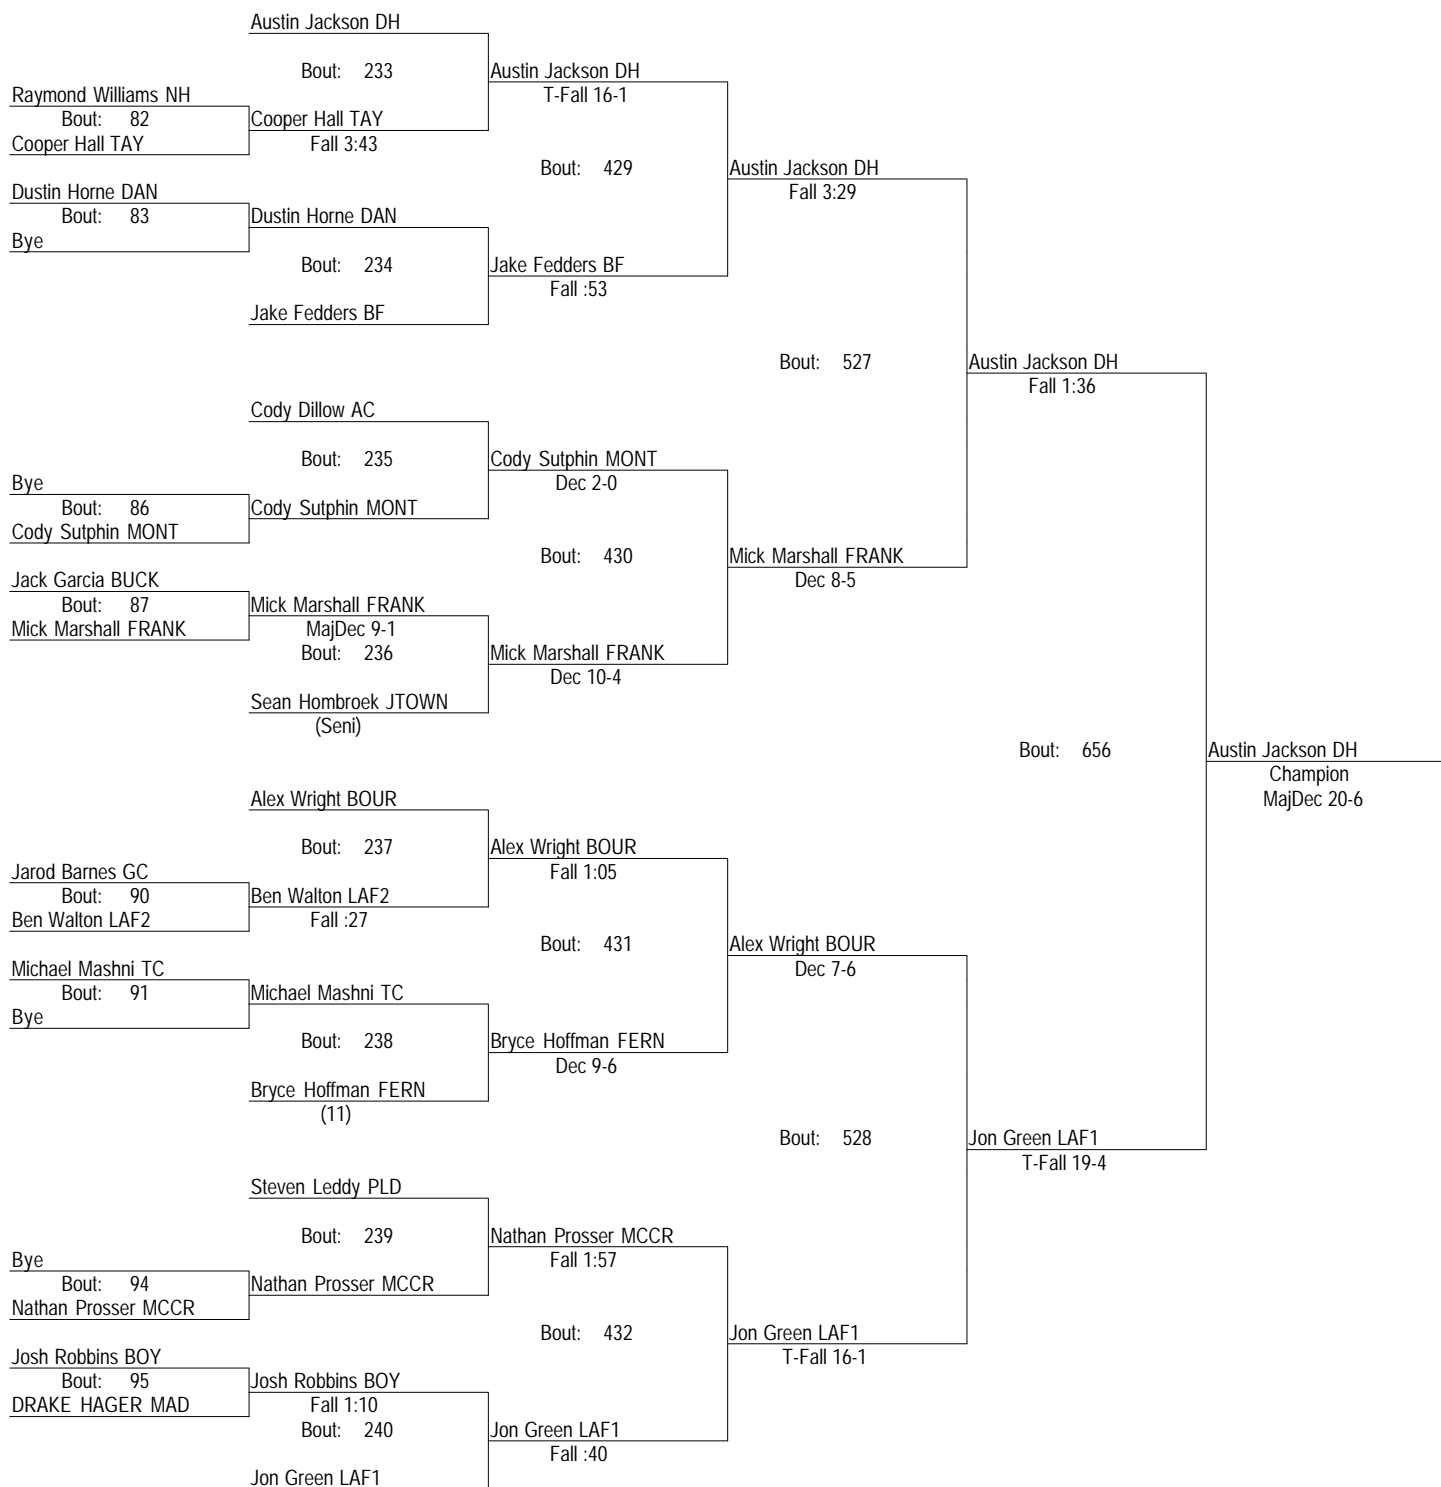 Austin Jackson DH
Bout: 233
Austin Jackson DH
T-Fall 16-1
Raymond Williams NH
Bout: 82
Cooper Hall TAY
Cooper Hall TAY
Fall 3:43
Bout: 429
Austin Jackson DH
Fall 3:29
Dustin Horne DAN
Bout: 83
Bye
Dustin Horne DAN
Bout: 234
Jake Fedders BF
Fall :53
Jake Fedders BF
Bout: 527
Austin Jackson DH
Fall 1:36
Cody Dillow AC
Bout: 235
Cody Sutphin MONT
Dec 2-0
Bye
Bout: 86
Cody Sutphin MONT
Cody Sutphin MONT
Bout: 430
Mick Marshall FRANK
Dec 8-5
Jack Garcia BUCK
Bout: 87
Mick Marshall FRANK
Mick Marshall FRANK
MajDec 9-1
Bout: 236
Mick Marshall FRANK
Dec 10-4
Sean Hombroek JTOWN
(Seni)
Bout: 656
Austin Jackson DH
Champion
MajDec 20-6
Alex Wright BOUR
Bout: 237
Alex Wright BOUR
Fall 1:05
Jarod Barnes GC
Bout: 90
Ben Walton LAF2
Ben Walton LAF2
Fall :27
Bout: 431
Alex Wright BOUR
Dec 7-6
Michael Mashni TC
Bout: 91
Bye
Michael Mashni TC
Bout: 238
Bryce Hoffman FERN
Dec 9-6
Bryce Hoffman FERN
(11)
Bout: 528
Jon Green LAF1
T-Fall 19-4
Steven Leddy PLD
Bout: 239
Nathan Prosser MCCR
Fall 1:57
Bye
Bout: 94
Nathan Prosser MCCR
Nathan Prosser MCCR
Bout: 432
Jon Green LAF1
T-Fall 16-1
Josh Robbins BOY
Bout: 95
DRAKE HAGER MAD
Josh Robbins BOY
Fall 1:10
Bout: 240
Jon Green LAF1
Fall :40
Jon Green LAF1